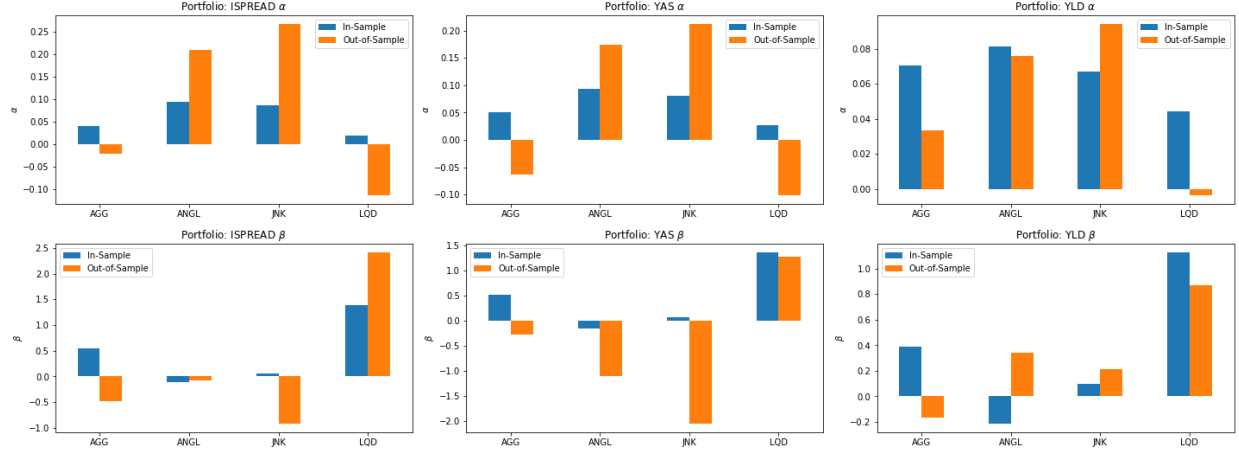 Portfolio: ISPREAD α
In-Sample
Out-of-Sample
α
0.25
0.20
0.15
0.10
0.05
0.00
−0.05
−0.10
AGG ANGL JNK LQD
Portfolio: YAS α
In-Sample
Out-of-Sample
α
0.20
0.15
0.10
0.05
0.00
−0.05
−0.10
AGG ANGL JNK LQD
Portfolio: YLD α
In-Sample
Out-of-Sample
α
0.08
0.06
0.04
0.02
0.00
AGG ANGL JNK LQD
Portfolio: ISPREAD β
In-Sample
Out-of-Sample
β
2.5
2.0
1.5
1.0
0.5
0.0
−0.5
−1.0
AGG ANGL JNK LQD
Portfolio: YAS β
In-Sample
Out-of-Sample
β
1.5
1.0
0.5
0.0
−0.5
−1.0
−1.5
−2.0
AGG ANGL JNK LQD
Portfolio: YLD β
In-Sample
Out-of-Sample
β
1.0
0.8
0.6
0.4
0.2
0.0
−0.2
AGG ANGL JNK LQD